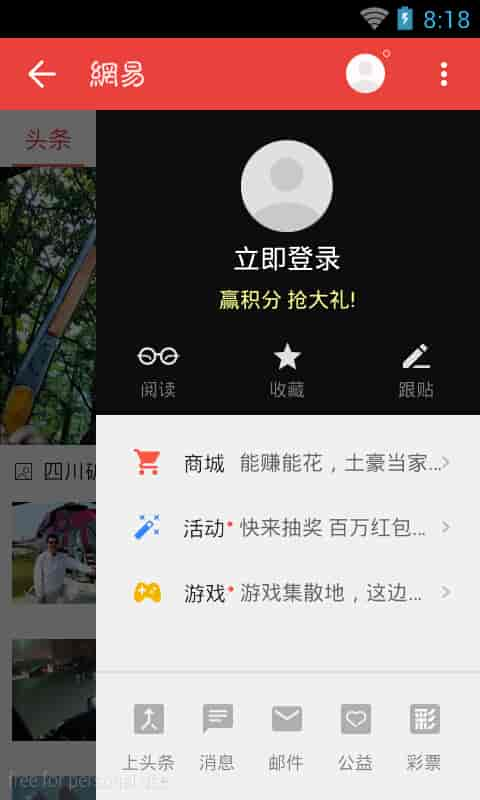 8:18
網易
头条
立即登录
赢积分 抢大礼!
阅读
收藏
跟贴
四川
商城 能赚能花，土豪当家...
活动 快来抽奖 百万红包...
游戏 游戏集散地，这边...
彩
上头条
消息
邮件
公益
彩票
free for personal use